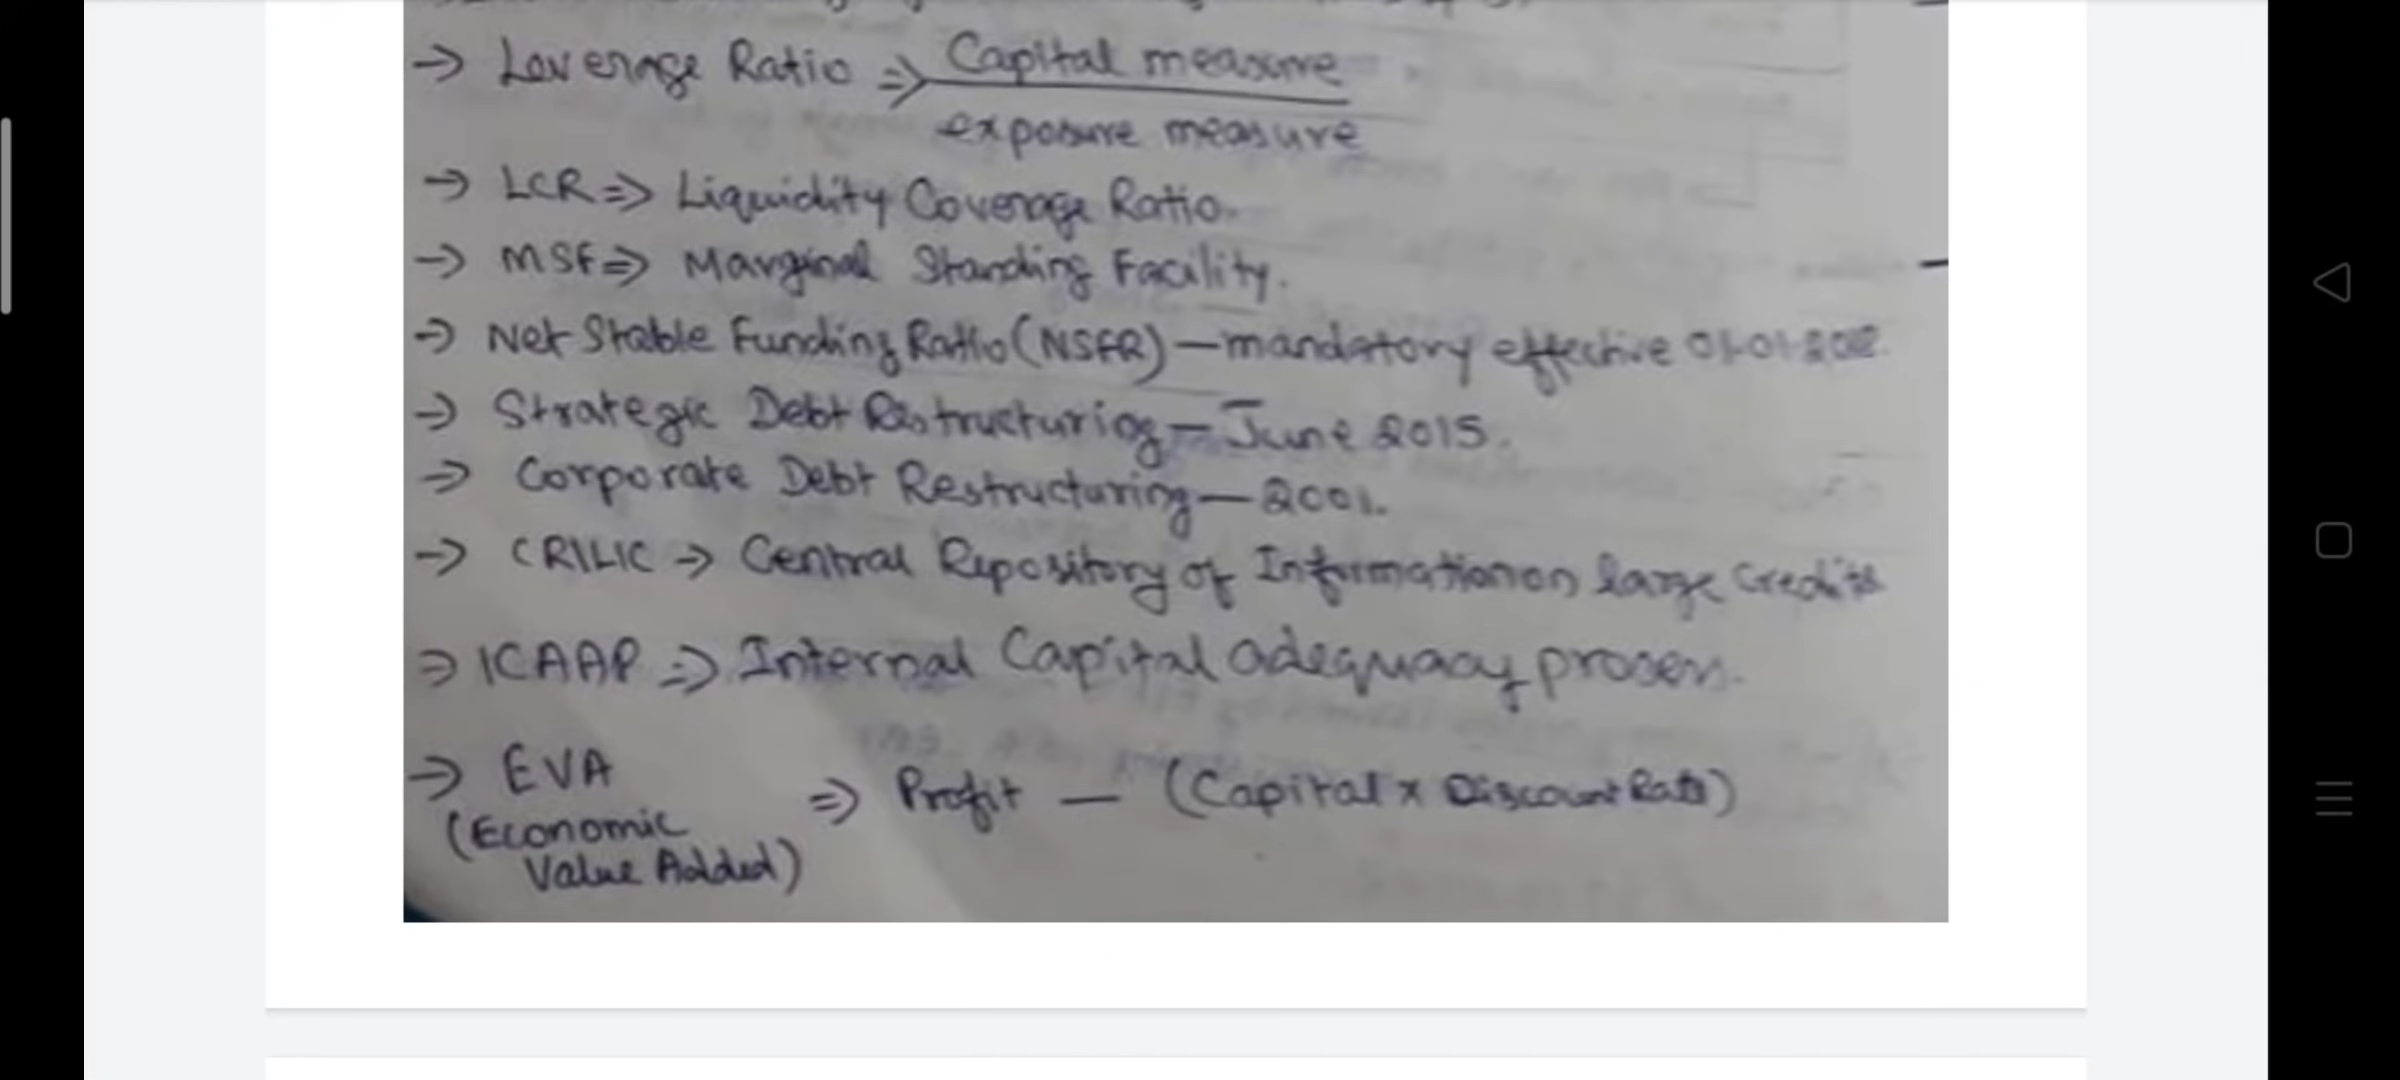 → Leverage Ratio ⇒ Capital measure
exposure measure
→ LCR ⇒ Liquidity Coverage Ratio.
→ MSF ⇒ Marginal Standing Facility.
→ Net Stable Funding Ratio (NSFR) — mandatory effective
→ Strategic Debt Restructuring — June 2015.
→ Corporate Debt Restructuring — 2001.
→ CRILIC → Central Repository of Information on large Credits
⇒ ICAAP ⇒ Internal Capital adequacy process.
→ EVA ⇒ Profit — (Capital x Discount Rate)
(Economic
Value Added)